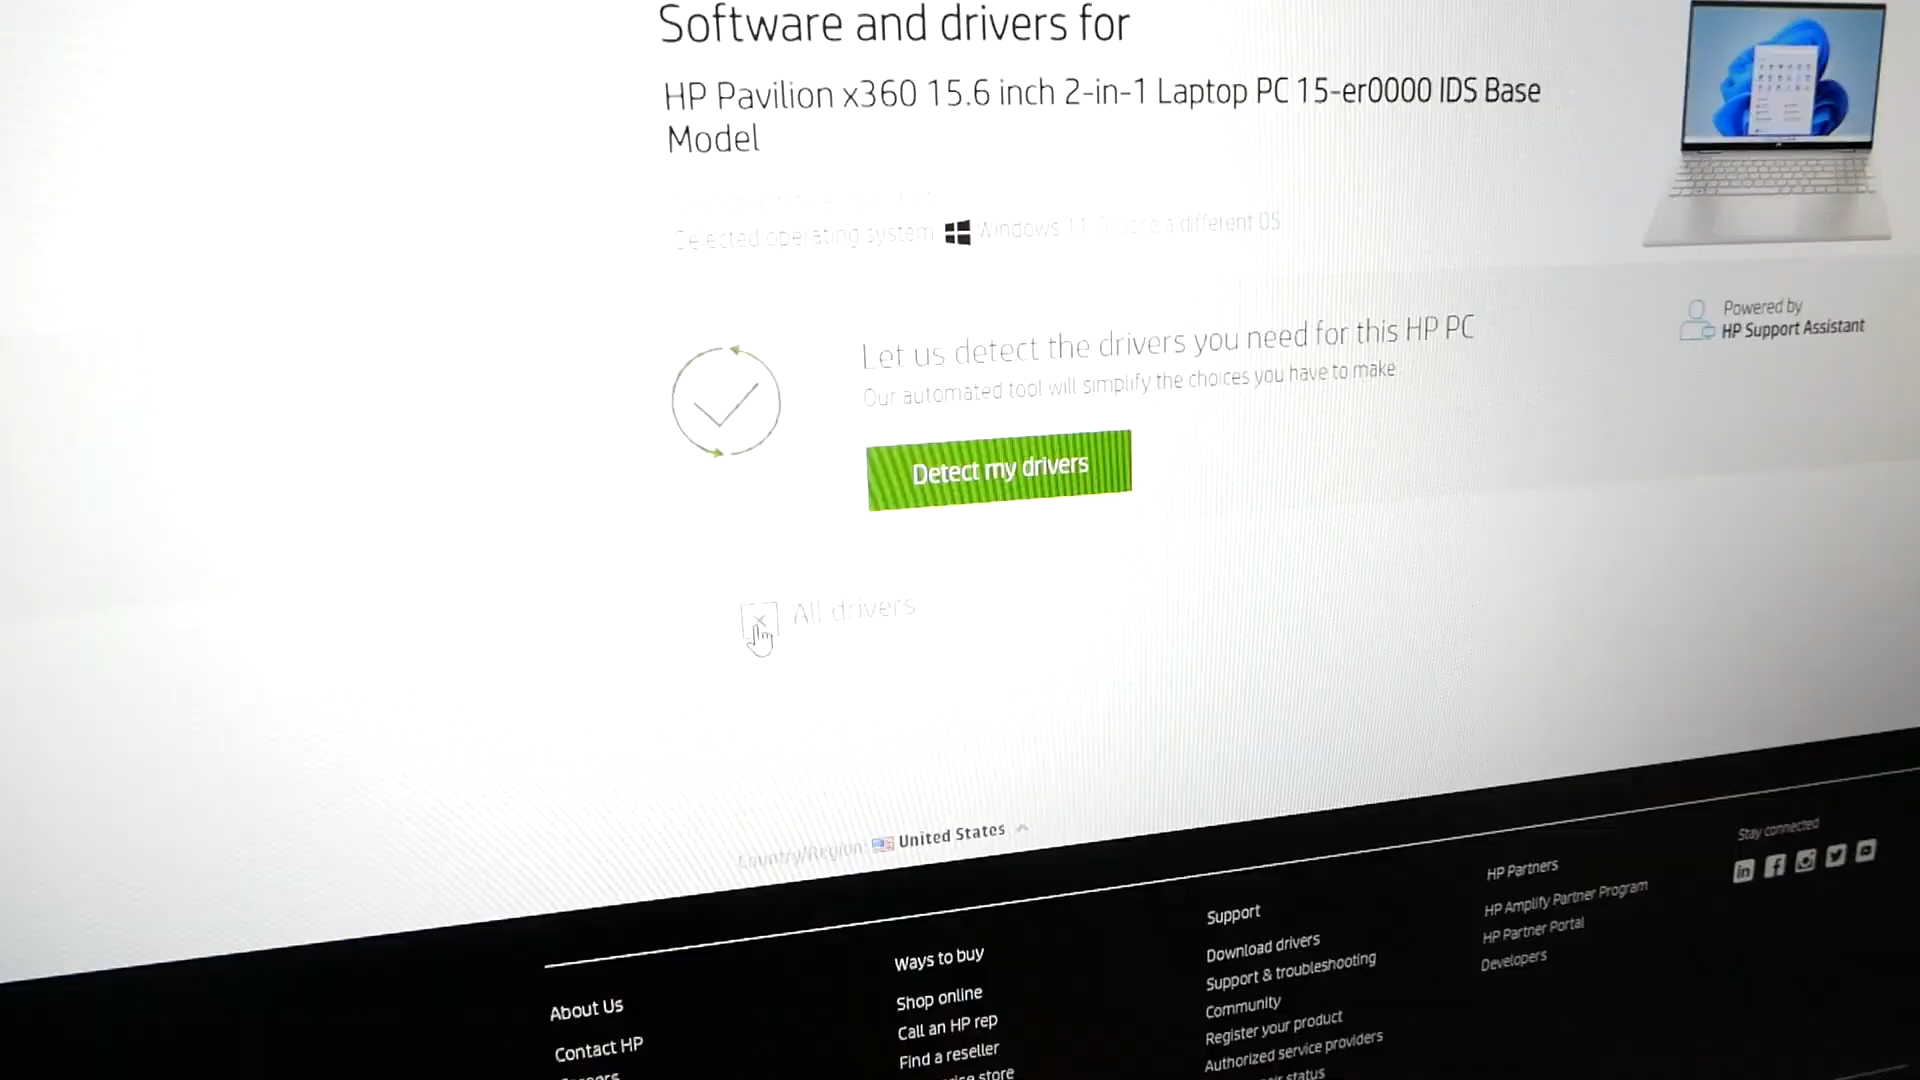 Software and drivers for
HP Pavilion x360 15.6 inch 2-in-1 Laptop PC 15-er0000 IDS Base
Model
Selected operating system Windows 11 Choose a different OS
Let us detect the drivers you need for this HP PC
Our automated tool will simplify the choices you have to make
Powered by
HP Support Assistant
Detect my drivers
All drivers
Country/Region: United States
About Us
Contact HP
Ways to buy
Shop online
Call an HP rep
Find a reseller
store
Support
Download drivers
Support & troubleshooting
Community
Register your product
Authorized service providers
status
HP Partners
HP Amplify Partner Program
HP Partner Portal
Developers
Stay connected